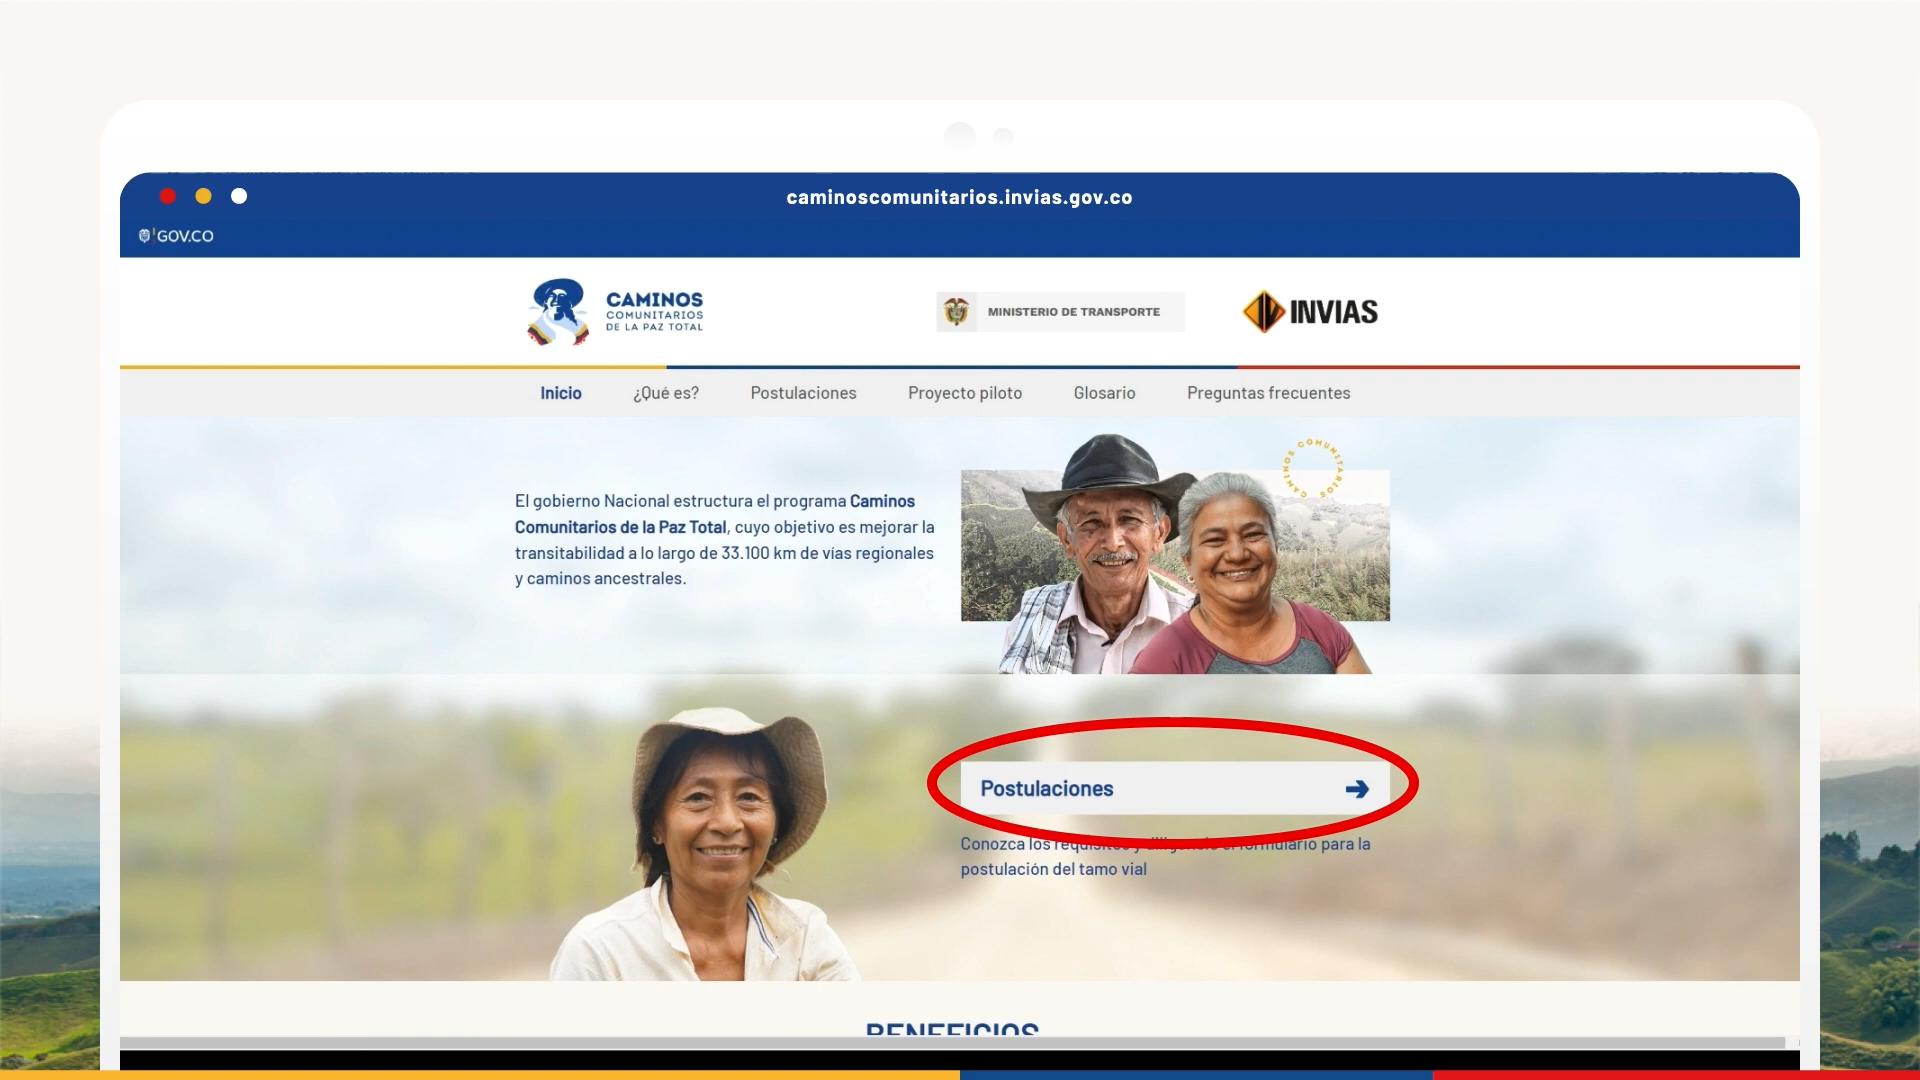 caminoscomunitarios.invias.gov.co
GOV.CO
CAMINOS
COMUNITARIOS
DE LA PAZ TOTAL
MINISTERIO DE TRANSPORTE
INVIAS
Inicio ¿Qué es? Postulaciones Proyecto piloto Glosario Preguntas frecuentes
CAMINOS COMUNITARIOS
El gobierno Nacional estructura el programa Caminos
Comunitarios de la Paz Total, cuyo objetivo es mejorar la
transitabilidad a lo largo de 33.100 km de vías regionales
y caminos ancestrales.
Postulaciones
Conozca los requisitos y diligencie el formulario para la
postulación del tamo vial
BENEFICIOS